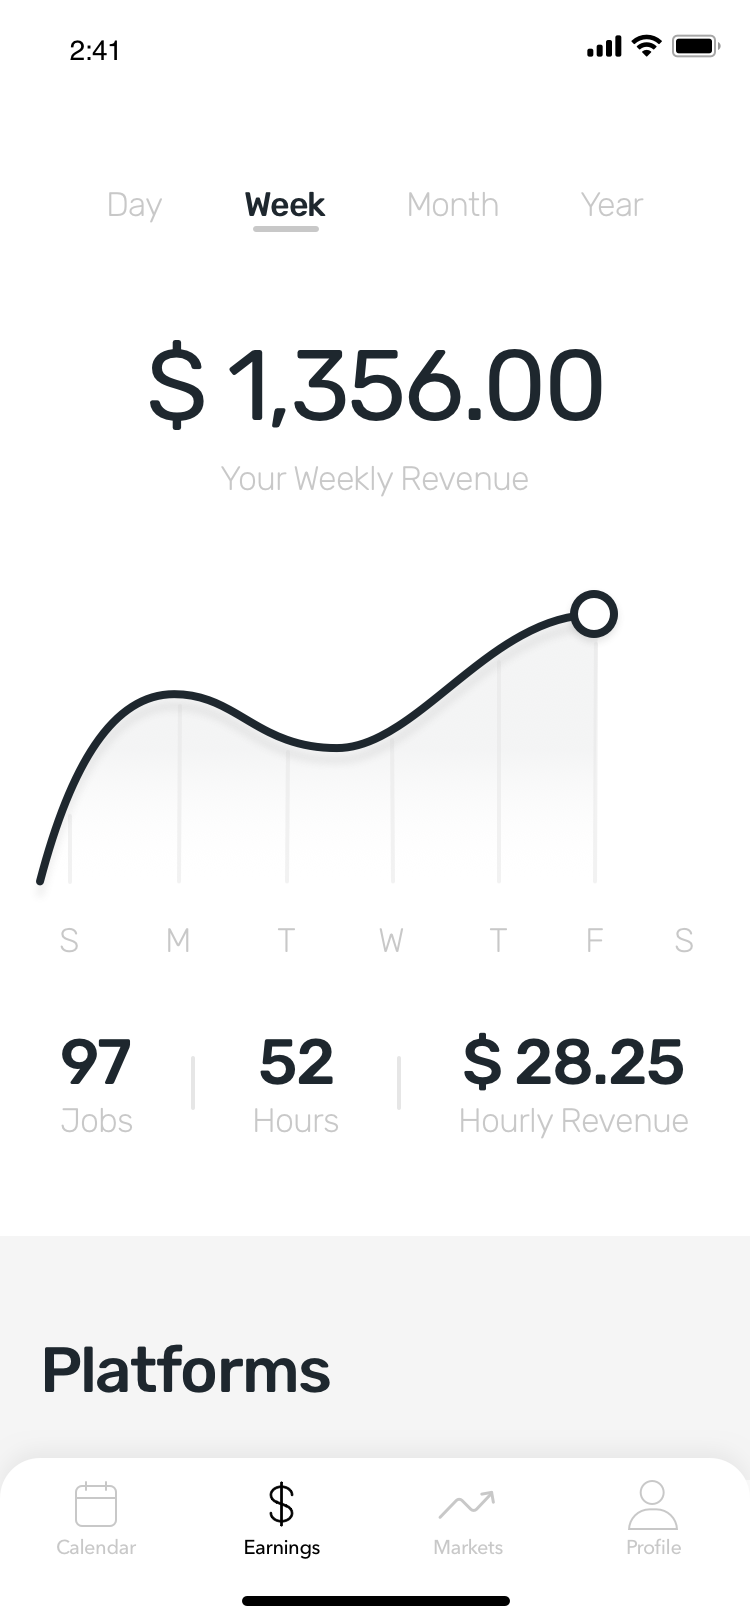 2:41
Day Week Month Year
$ 1,356.00
Your Weekly Revenue
S M T W T F S
97 52 $ 28.25
Jobs Hours Hourly Revenue
Platforms
Calendar Earnings Markets Profile